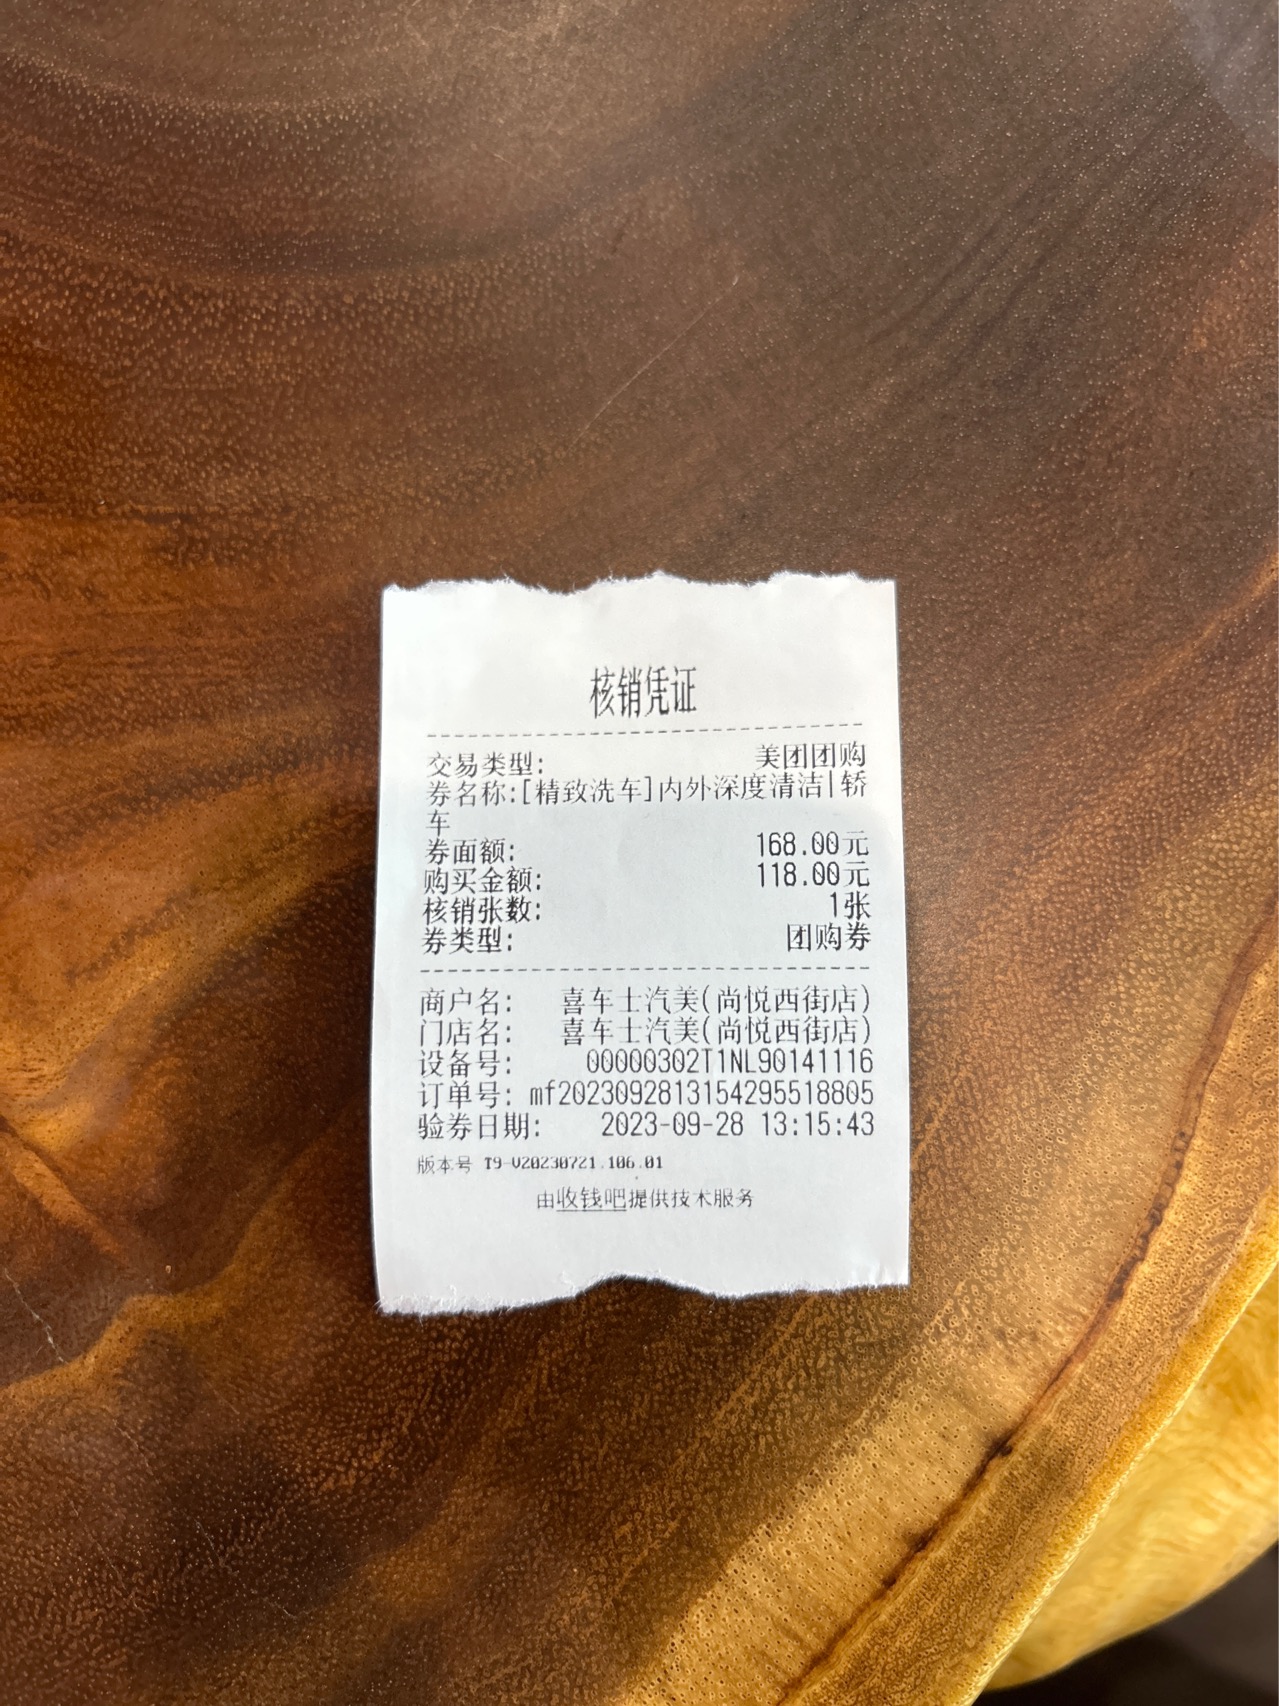 核销凭证
交易类型: 美团团购
券名称:[精致洗车]内外深度清洁|轿
车
券面额: 168.00元
购买金额: 118.00元
核销张数: 1张
券类型: 团购券
商户名: 喜车士汽美(尚悦西街店)
门店名: 喜车士汽美(尚悦西街店)
设备号: 00000302T1NL90141116
订单号: mf2023092813154295518805
验券日期: 2023-09-28 13:15:43
版本号 T9-V20230721.106.01
由收钱吧提供技术服务